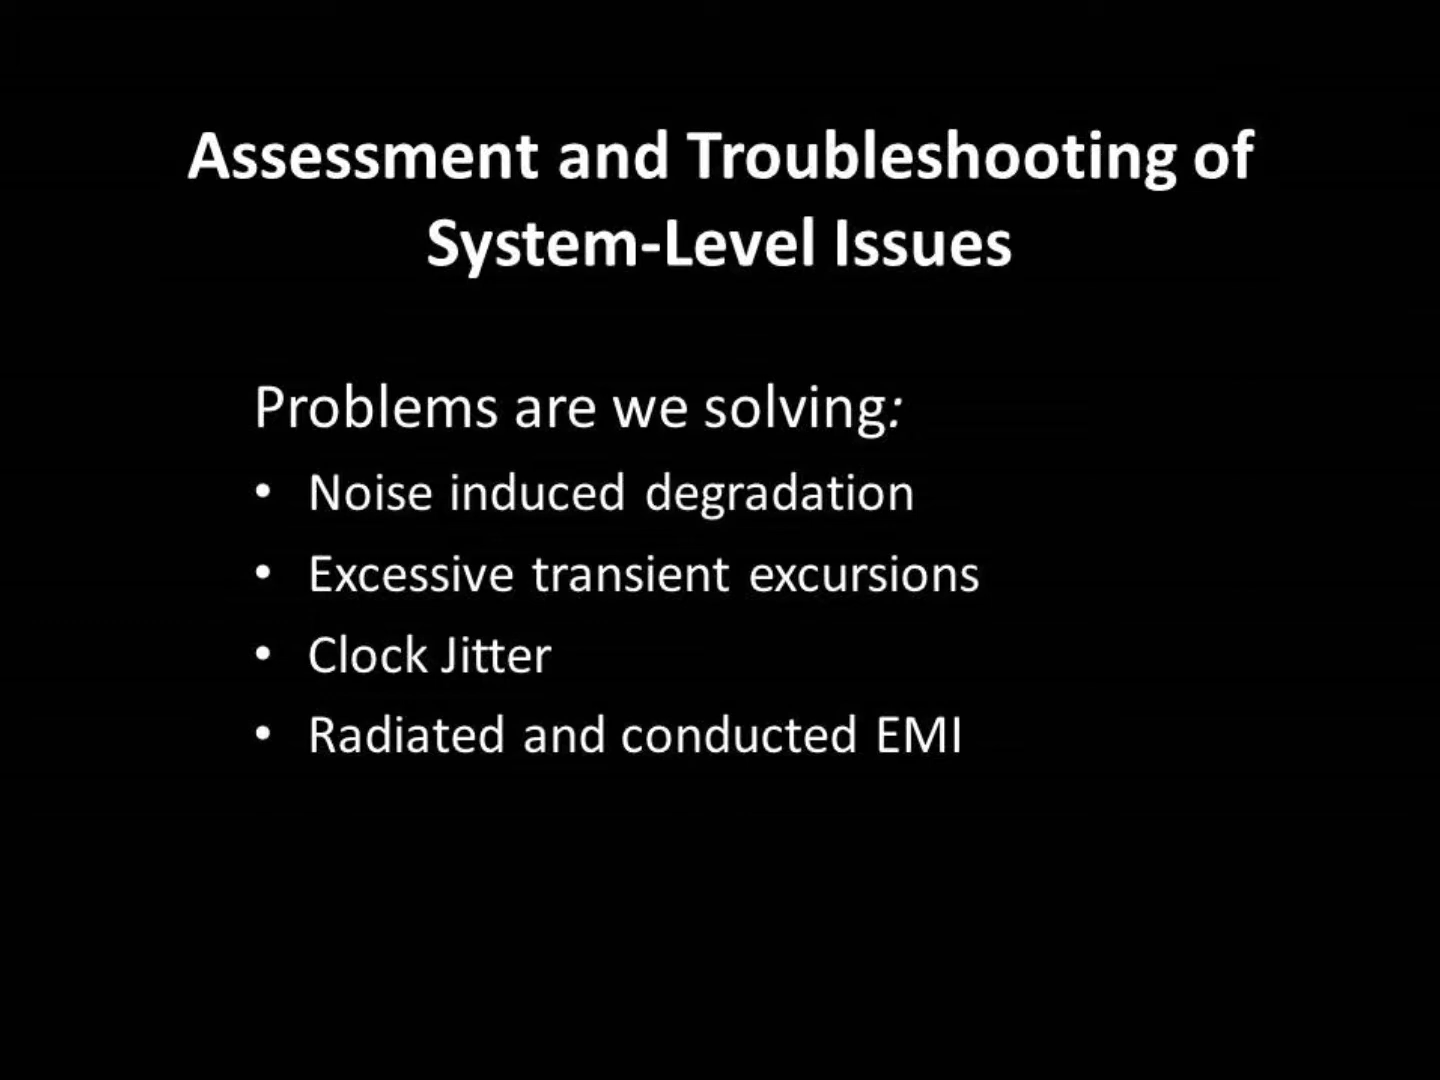 Assessment and Troubleshooting of
System-Level Issues
Problems are we solving:
• Noise induced degradation
• Excessive transient excursions
• Clock Jitter
• Radiated and conducted EMI